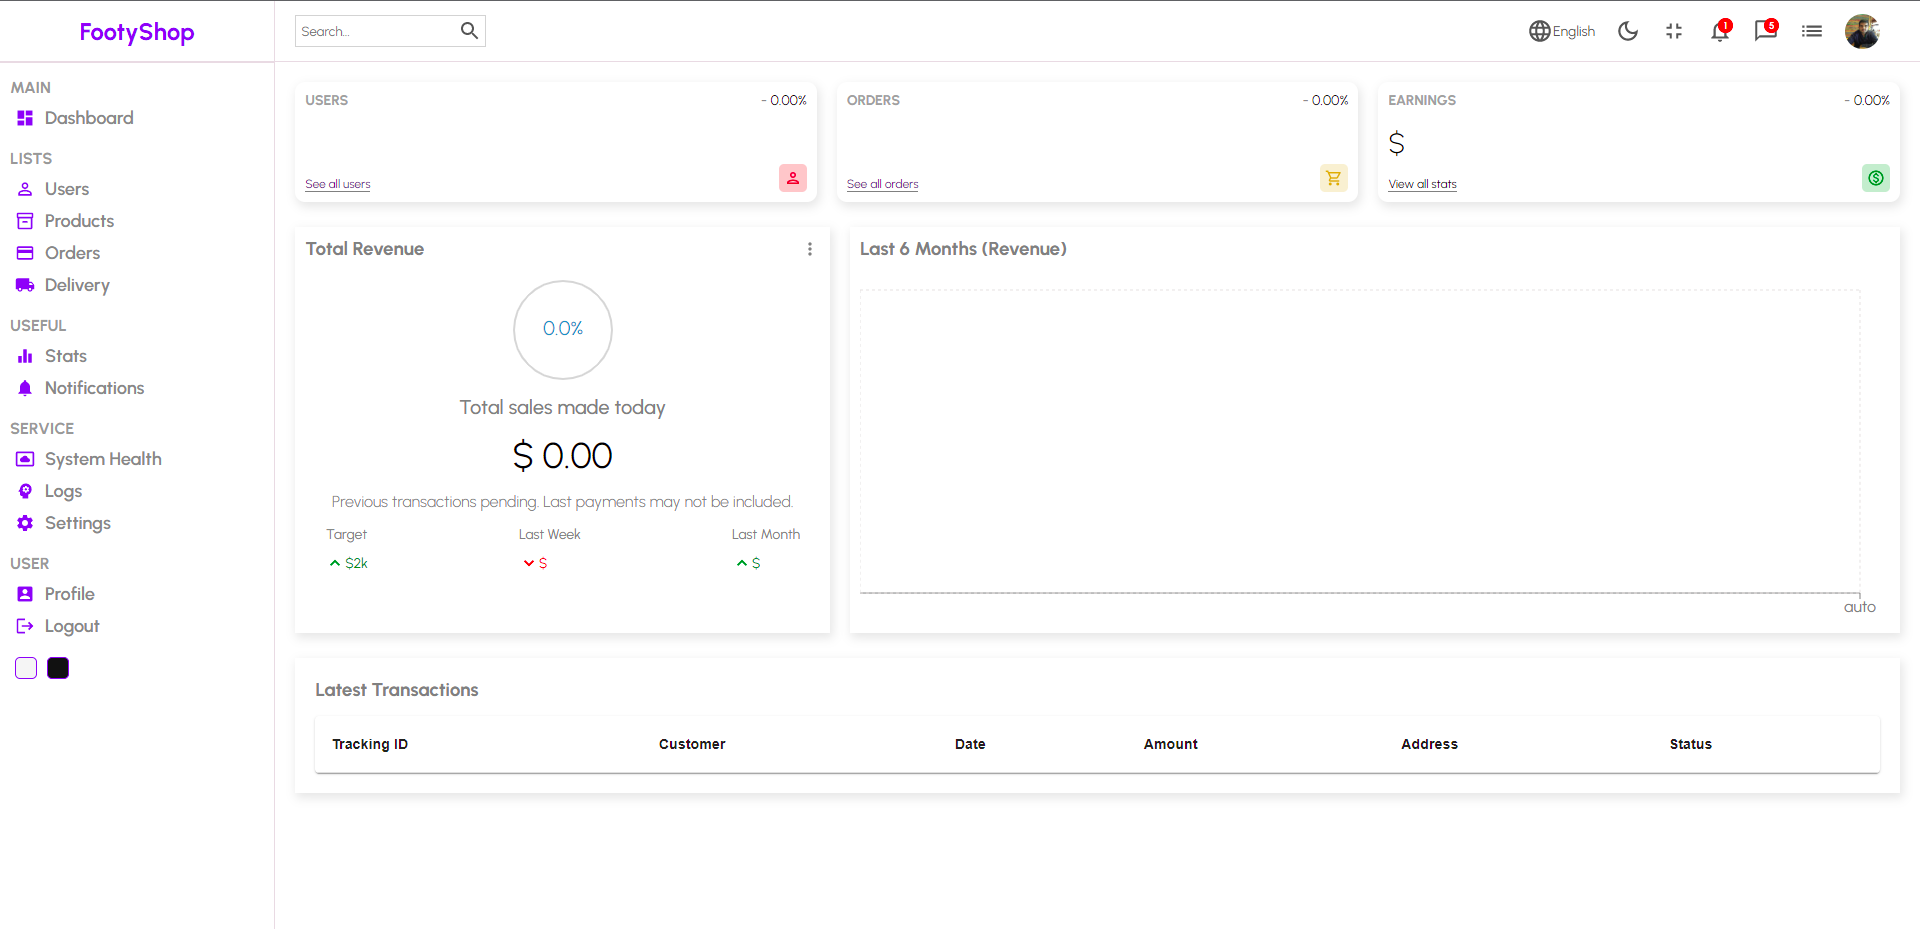 FootyShop
Search...
English
1
5
MAIN
Dashboard
LISTS
Users
Products
Orders
Delivery
USEFUL
Stats
Notifications
SERVICE
System Health
Logs
Settings
USER
Profile
Logout
USERS
- 0.00%
See all users
ORDERS
- 0.00%
See all orders
EARNINGS
- 0.00%
$
View all stats
Total Revenue
0.0%
Total sales made today
$ 0.00
Previous transactions pending. Last payments may not be included.
Target
Last Week
Last Month
$2k
$
$
Last 6 Months (Revenue)
auto
Latest Transactions
Tracking ID
Customer
Date
Amount
Address
Status